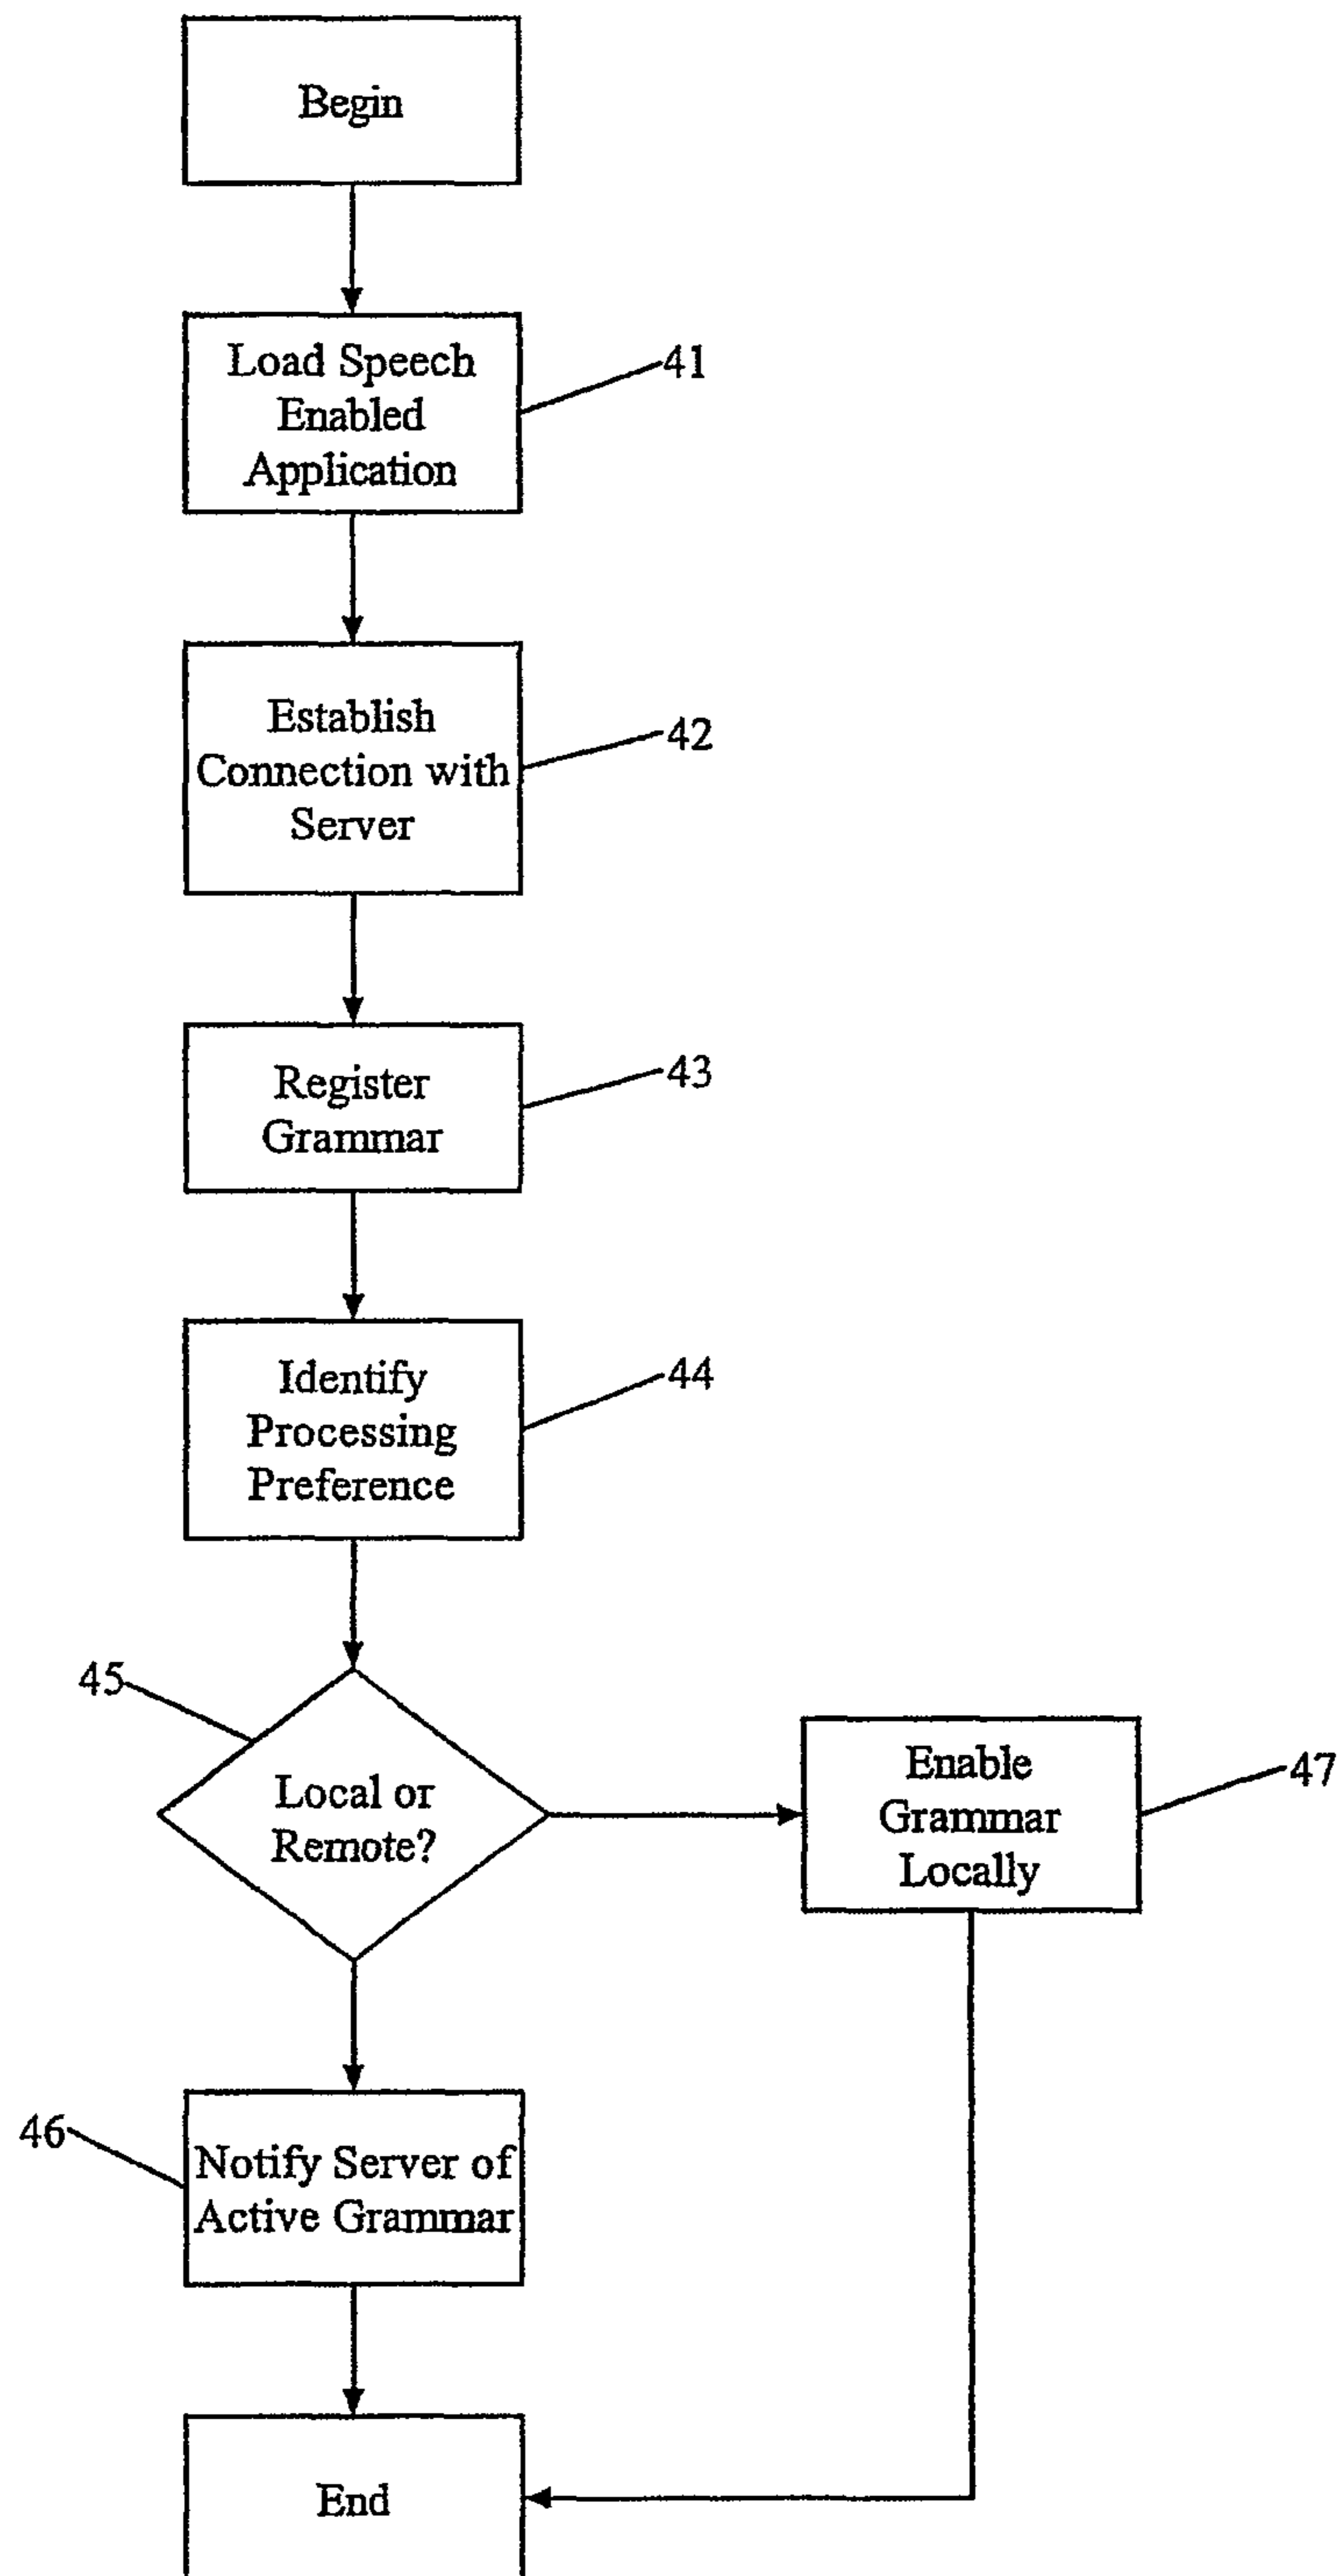 Begin
Load Speech
Enabled
Application
41
Establish
Connection with
Server
42
Register
Grammar
43
Identify
Processing
Preference
44
45
Local or
Remote?
Enable
Grammar
Locally
47
46
Notify Server of
Active Grammar
End